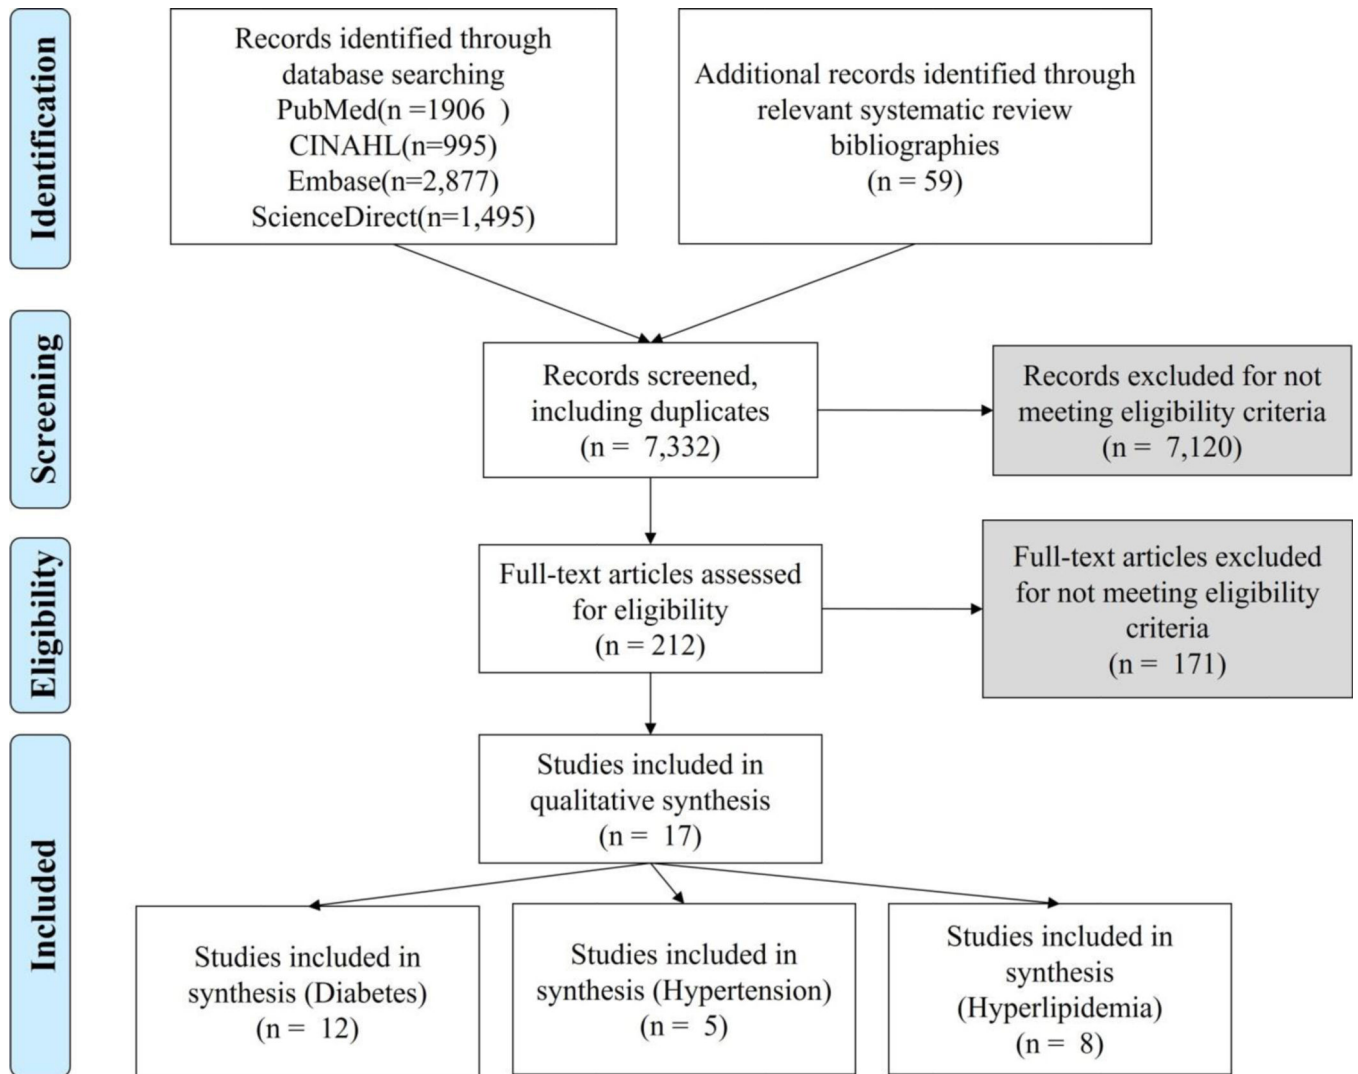 Identification
Records identified through
database searching
PubMed(n =1906  )
CINAHL(n=995)
Embase(n=2,877)
ScienceDirect(n=1,495)
Additional records identified through
relevant systematic review
bibliographies
(n = 59)
Screening
Records screened,
including duplicates
(n =  7,332)
Records excluded for not
meeting eligibility criteria
(n =  7,120)
Eligibility
Full-text articles assessed
for eligibility
(n = 212)
Full-text articles excluded
for not meeting eligibility
criteria
(n =  171)
Included
Studies included in
qualitative synthesis
(n =  17)
Studies included in
synthesis (Diabetes)
(n =  12)
Studies included in
synthesis (Hypertension)
(n =  5)
Studies included in
synthesis
(Hyperlipidemia)
(n =  8)